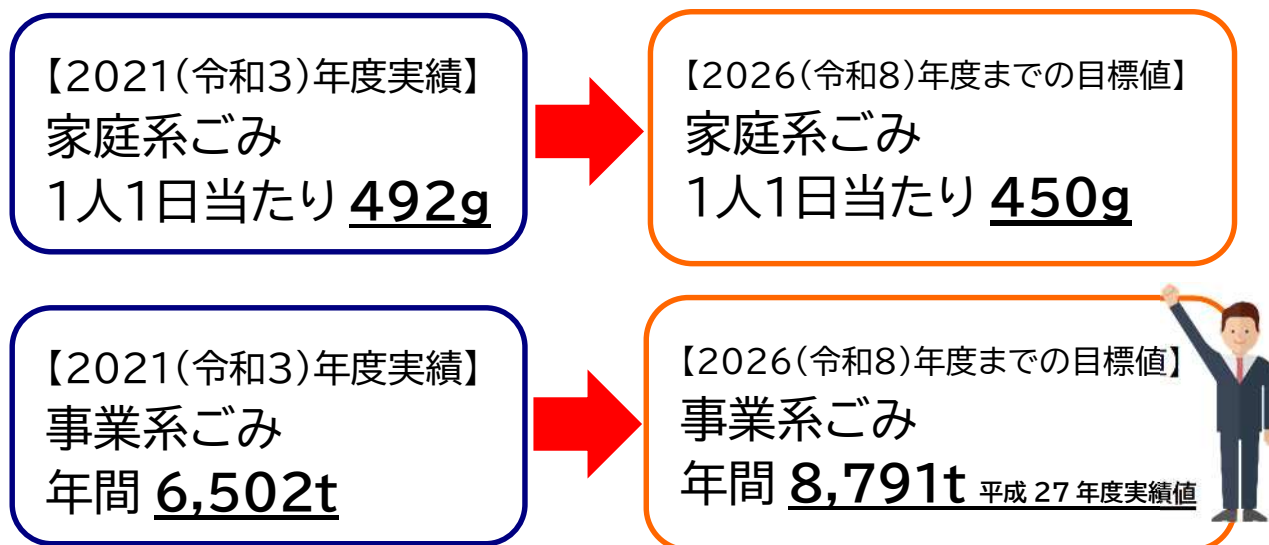 【2021(令和3)年度実績】
家庭系ごみ
1人1日当たり 492g
【2026(令和8)年度までの目標値】
家庭系ごみ
1人1日当たり 450g
【2021(令和3)年度実績】
事業系ごみ
年間 6,502t
【2026(令和8)年度までの目標値】
事業系ごみ
年間 8,791t 平成 27 年度実績値